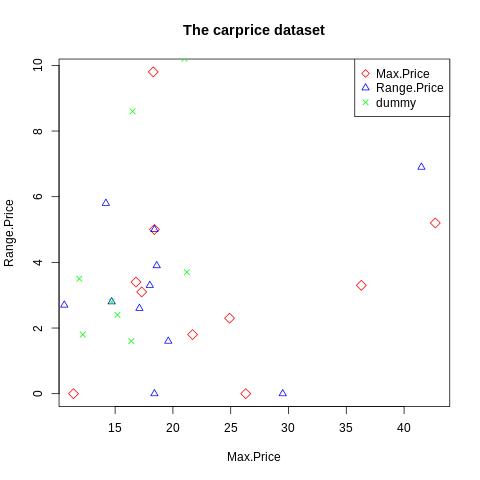 The carprice dataset
Max.Price
Range.Price
dummy
10
8
6
4
2
0
Range.Price
15 20 25 30 35 40
Max.Price